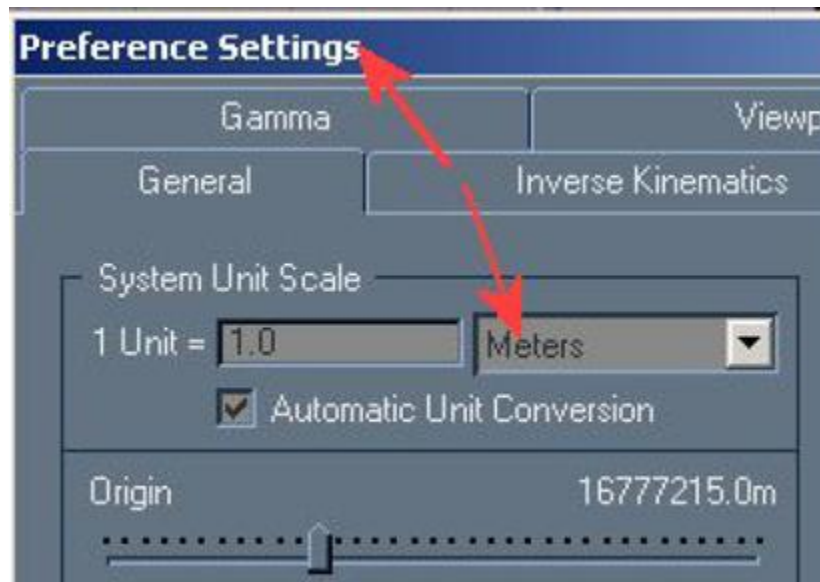 Preference Settings
Gamma
General
Inverse Kinematics
System Unit Scale
1 Unit = 1.0 Meters
Automatic Unit Conversion
Origin 16777215.0m